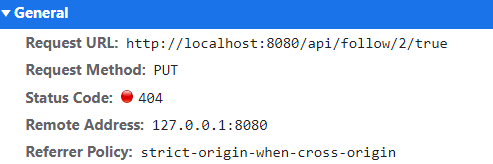 General
Request URL: http://localhost:8080/api/follow/2/true
Request Method: PUT
Status Code: 404
Remote Address: 127.0.0.1:8080
Referrer Policy: strict-origin-when-cross-origin